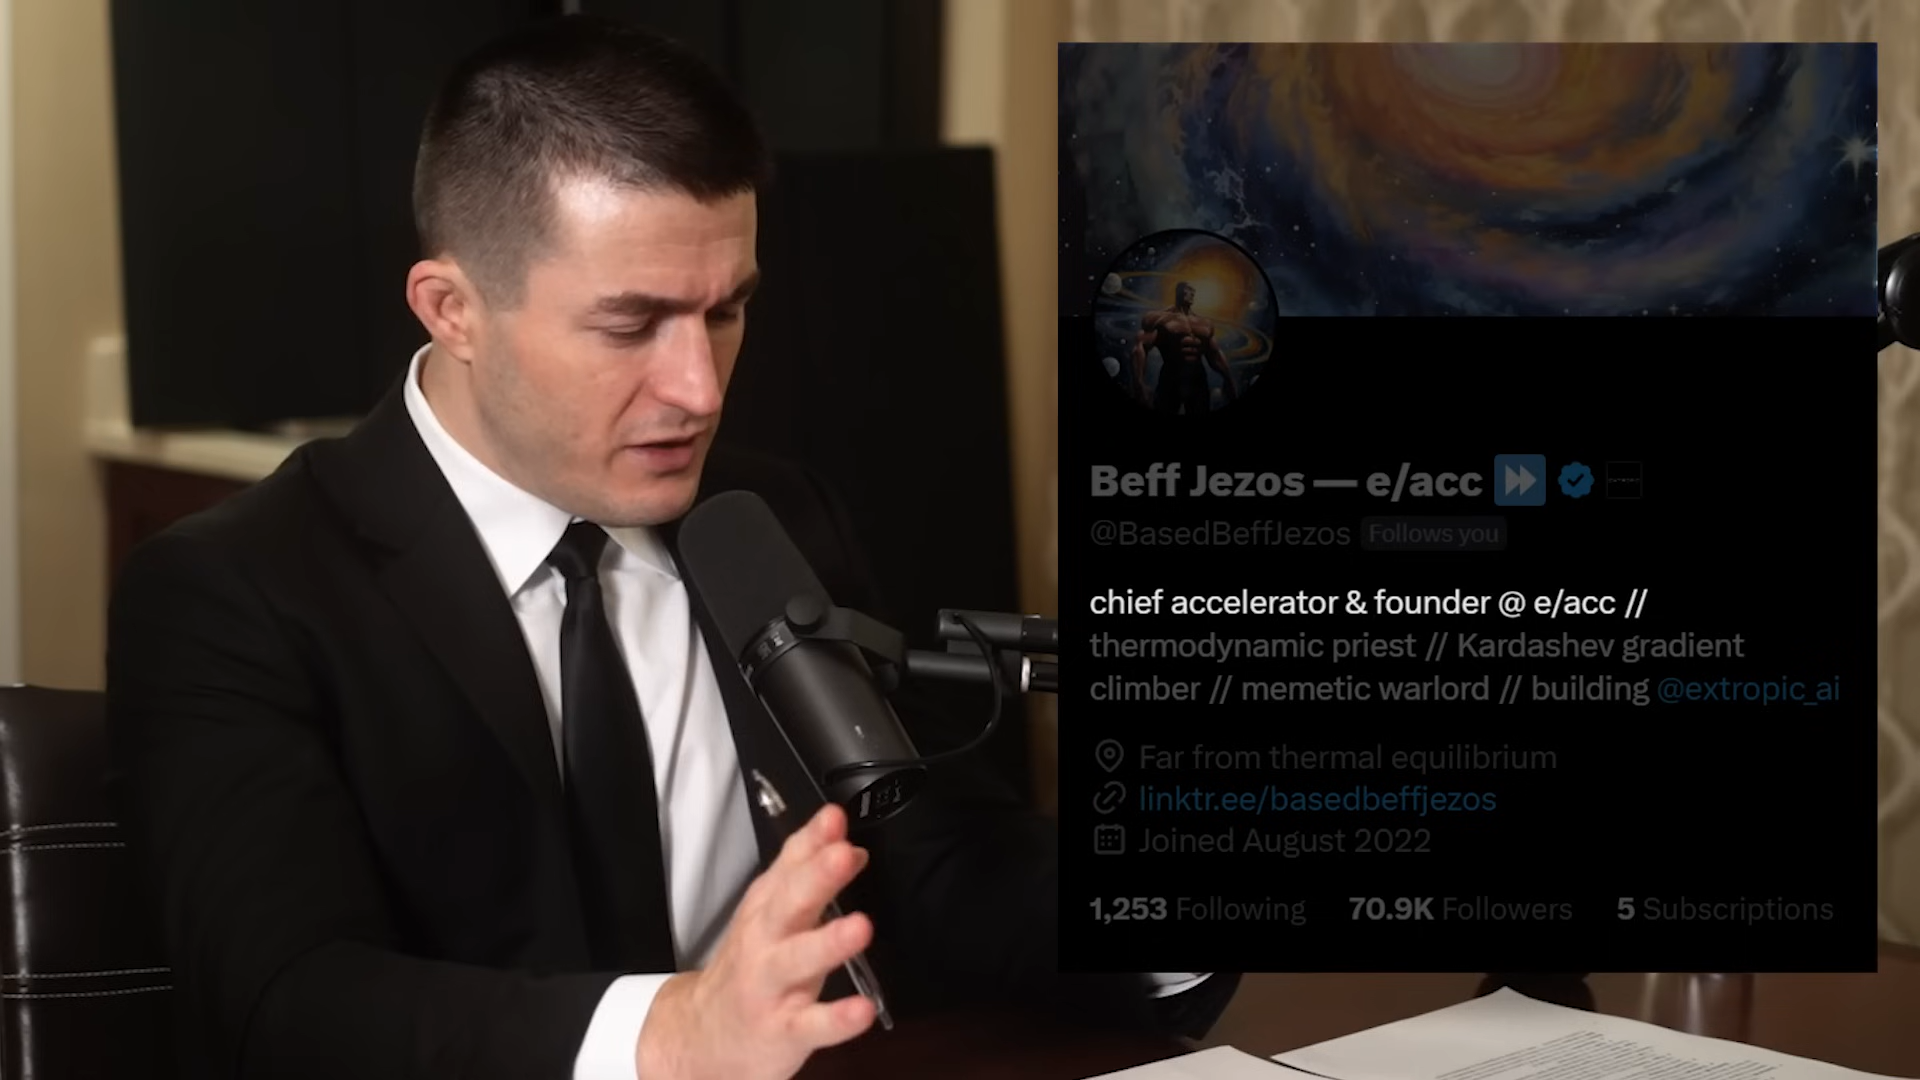 Beff Jezos — e/acc ⏩
@BasedBeffJezos Follows you
chief accelerator & founder @ e/acc //
thermodynamic priest // Kardashev gradient
climber // memetic warlord // building @extropic_ai
Far from thermal equilibrium
linktr.ee/basedbeffjezos
Joined August 2022
1,253 Following 70.9K Followers 5 Subscriptions